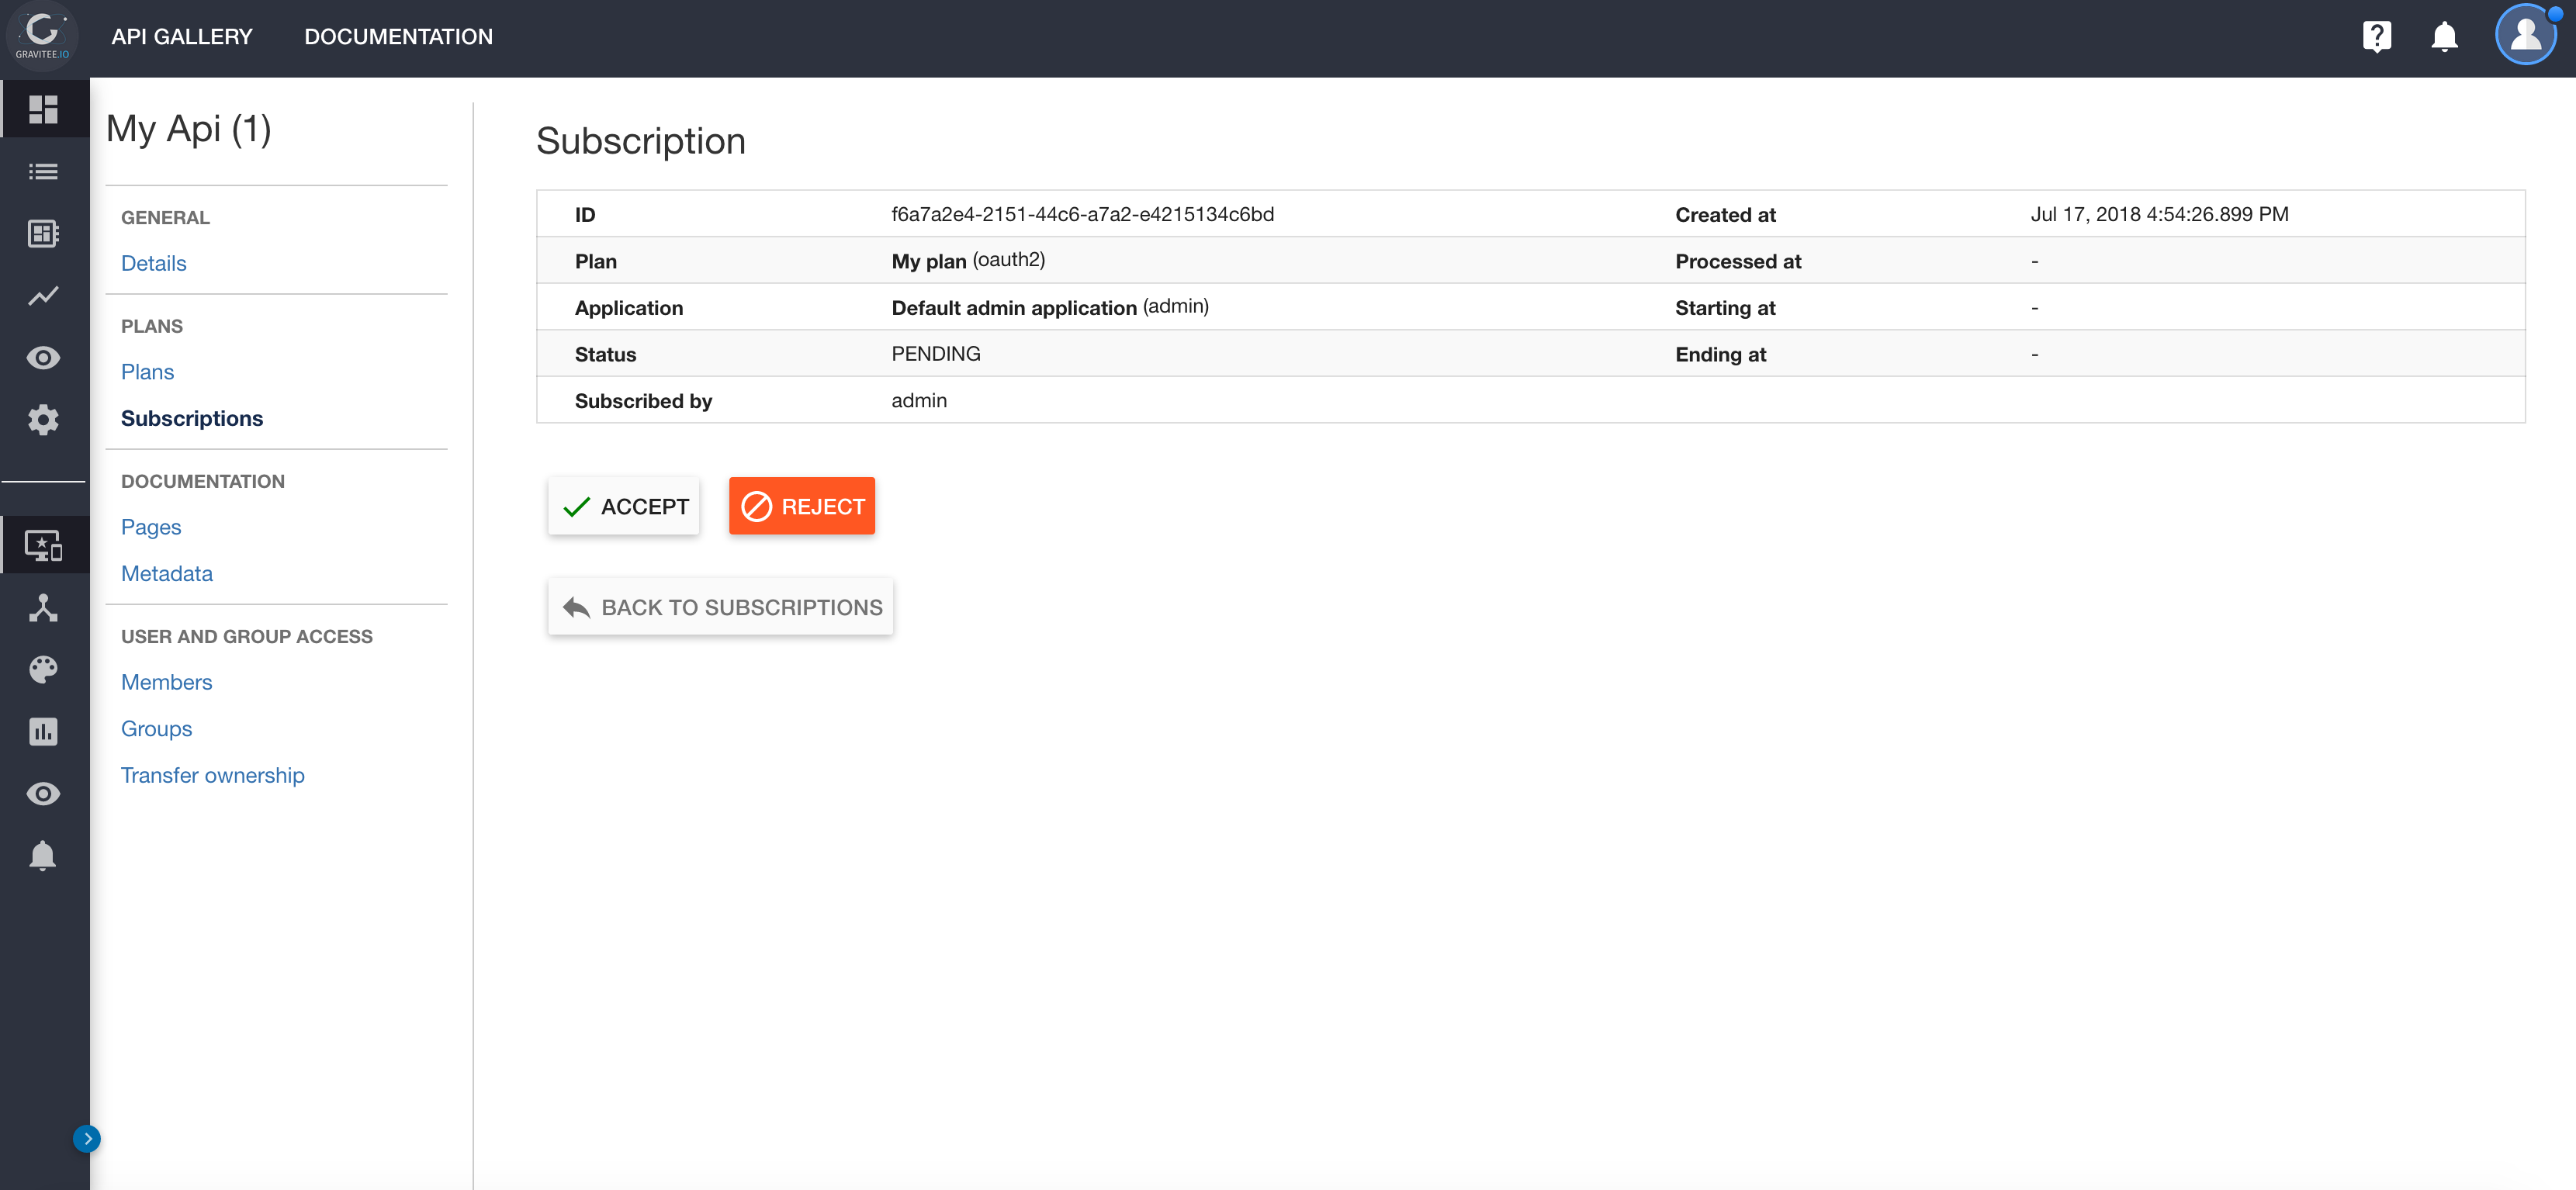 GRAVITEE.IO
API GALLERY DOCUMENTATION
My Api (1)
GENERAL
Details
PLANS
Plans
Subscriptions
DOCUMENTATION
Pages
Metadata
USER AND GROUP ACCESS
Members
Groups
Transfer ownership
Subscription
ID f6a7a2e4-2151-44c6-a7a2-e4215134c6bd Created at Jul 17, 2018 4:54:26.899 PM
Plan My plan (oauth2) Processed at -
Application Default admin application (admin) Starting at -
Status PENDING Ending at -
Subscribed by admin
ACCEPT REJECT
BACK TO SUBSCRIPTIONS